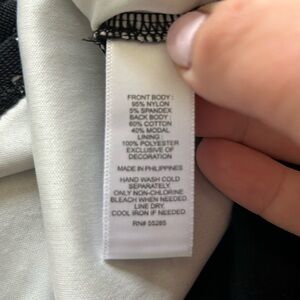 FRONT BODY :
95% NYLON
5% SPANDEX
BACK BODY :
60% COTTON
40% MODAL
LINING :
100% POLYESTER
EXCLUSIVE OF
DECORATION
MADE IN PHILIPPINES
HAND WASH COLD
SEPARATELY.
ONLY NON-CHLORINE
BLEACH WHEN NEEDED.
LINE DRY.
COOL IRON IF NEEDED.
RN# 55285